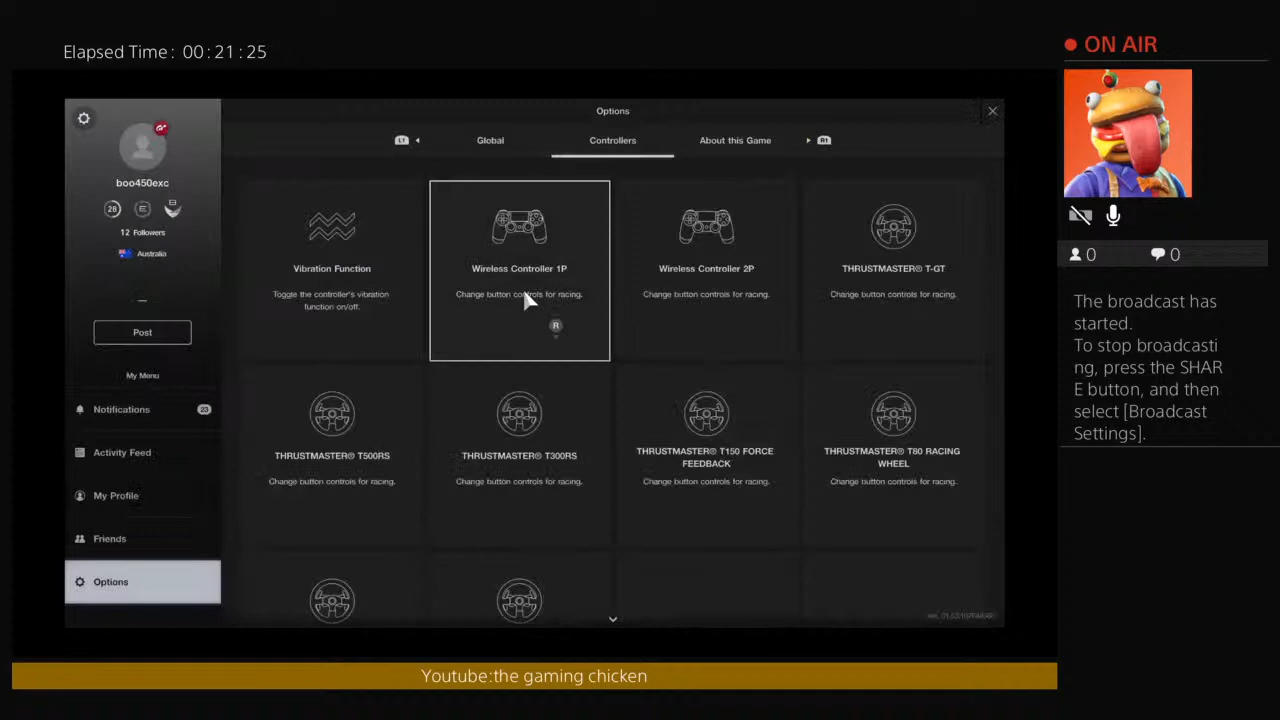 Elapsed Time: 00:21:25
ON AIR
Options
L1
Global
Controllers
About this Game
R1
boo450exc
28
E
12 Followers
Australia
Post
My Menu
Notifications
23
Activity Feed
My Profile
Friends
Options
Vibration Function
Toggle the controller's vibration
function on/off.
Wireless Controller 1P
Change button controls for racing.
R
Wireless Controller 2P
Change button controls for racing.
THRUSTMASTER® T-GT
Change button controls for racing.
THRUSTMASTER® T500RS
Change button controls for racing.
THRUSTMASTER® T300RS
Change button controls for racing.
THRUSTMASTER® T150 FORCE
FEEDBACK
Change button controls for racing.
THRUSTMASTER® T80 RACING
WHEEL
Change button controls for racing.
0
0
The broadcast has
started.
To stop broadcasti
ng, press the SHAR
E button, and then
select [Broadcast
Settings].
Youtube:the gaming chicken